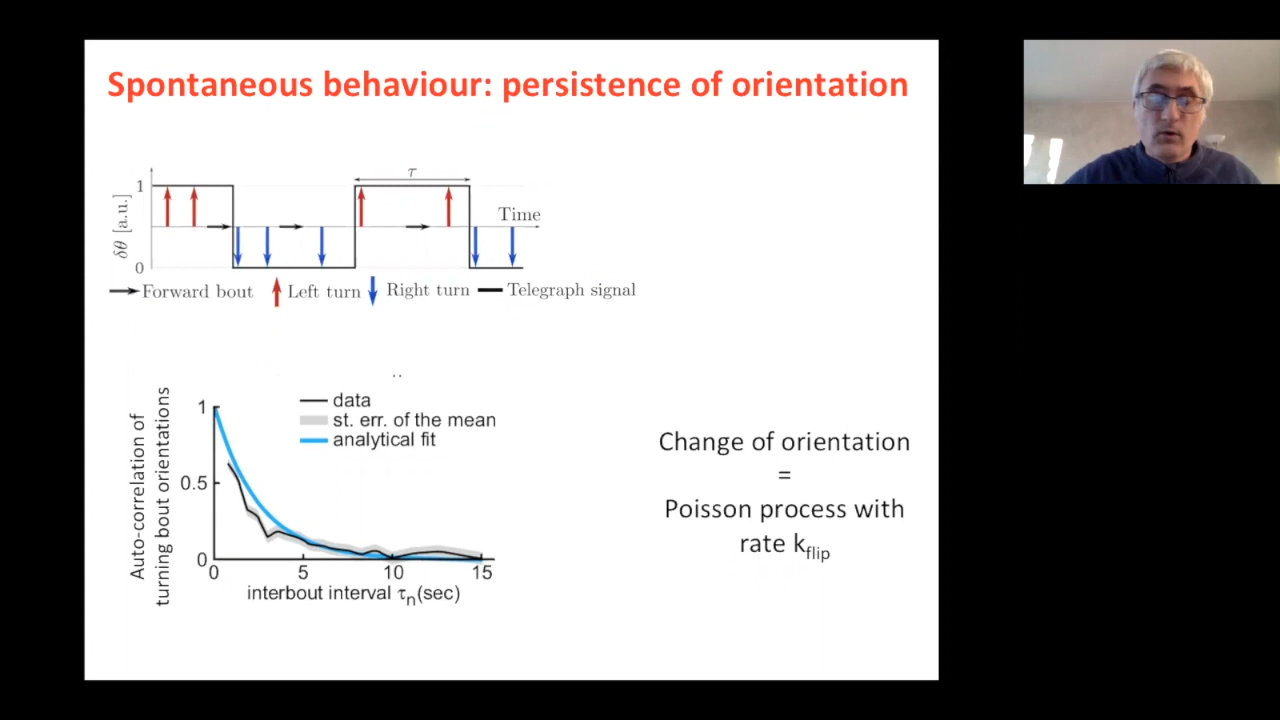 Spontaneous behaviour: persistence of orientation
τ
1
Time
δθ [a.u.]
0
Forward bout
Left turn
Right turn
Telegraph signal
..
data
st. err. of the mean
analytical fit
1
0.5
0
Auto-correlation of
turning bout orientations
0 5 10 15
interbout interval τn(sec)
Change of orientation
=
Poisson process with
rate kflip